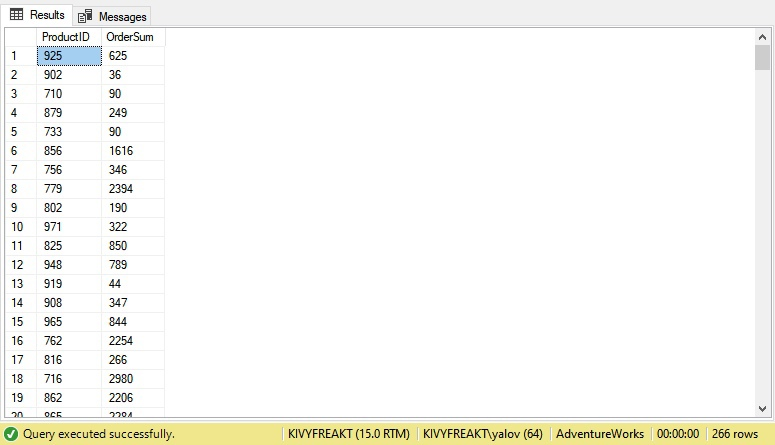 Results Messages
ProductID OrderSum
1 925 625
2 902 36
3 710 90
4 879 249
5 733 90
6 856 1616
7 756 346
8 779 2394
9 802 190
10 971 322
11 825 850
12 948 789
13 919 44
14 908 347
15 965 844
16 762 2254
17 816 266
18 716 2980
19 862 2206
20 865 2284
Query executed successfully. KIVYFREAKT (15.0 RTM) KIVYFREAKT\yalov (64) AdventureWorks 00:00:00 266 rows